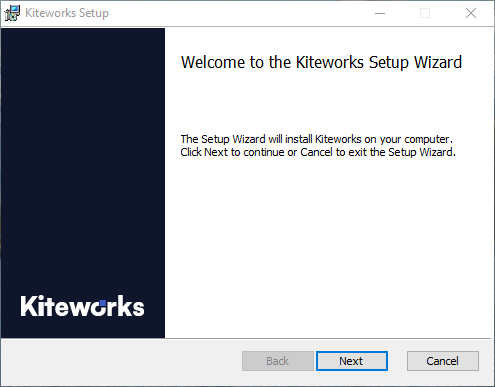 Kiteworks Setup
Welcome to the Kiteworks Setup Wizard
The Setup Wizard will install Kiteworks on your computer.
Click Next to continue or Cancel to exit the Setup Wizard.
Kiteworks
Back
Next
Cancel